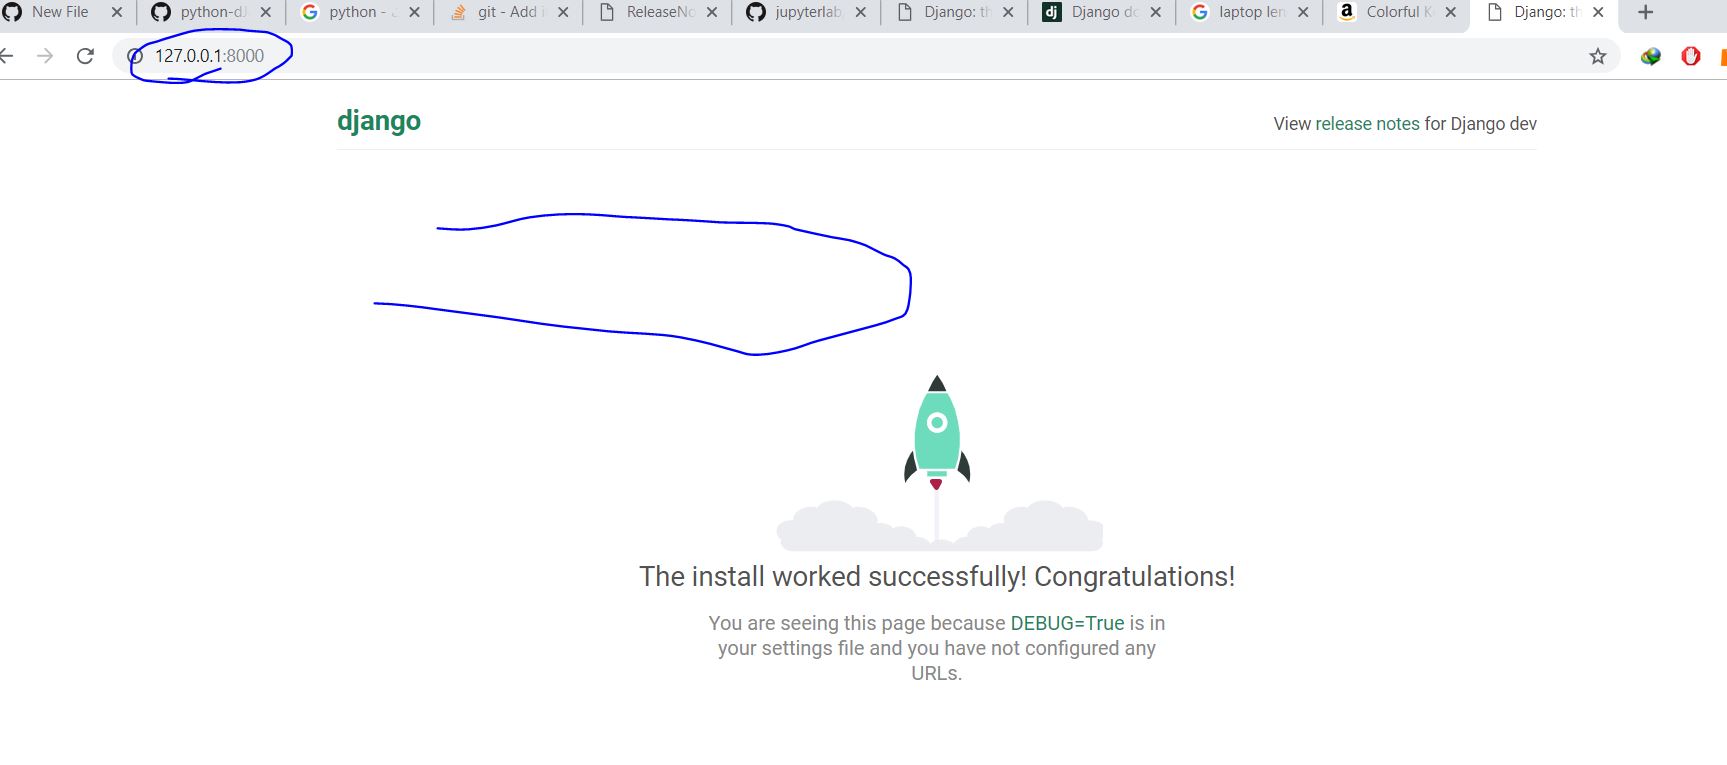 New File
python-d
python -
git - Add i
ReleaseNo
jupyterlab
Django: th
Django do
laptop len
Colorful K
Django: th
127.0.0.1:8000
django
View release notes for Django dev
The install worked successfully! Congratulations!
You are seeing this page because DEBUG=True is in
your settings file and you have not configured any
URLs.